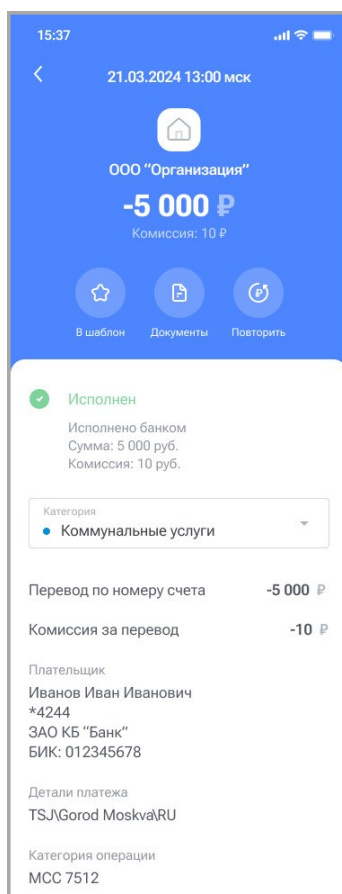 15:37
21.03.2024 13:00 мск
ООО "Организация"
-5 000 ₽
Комиссия: 10 ₽
В шаблон Документы Повторить
Исполнен
Исполнено банком
Сумма: 5 000 руб.
Комиссия: 10 руб.
Категория
Коммунальные услуги
Перевод по номеру счета -5 000 ₽
Комиссия за перевод -10 ₽
Плательщик
Иванов Иван Иванович
*4244
ЗАО КБ "Банк"
БИК: 012345678
Детали платежа
TSJ\Gorod Moskva\RU
Категория операции
МСС 7512